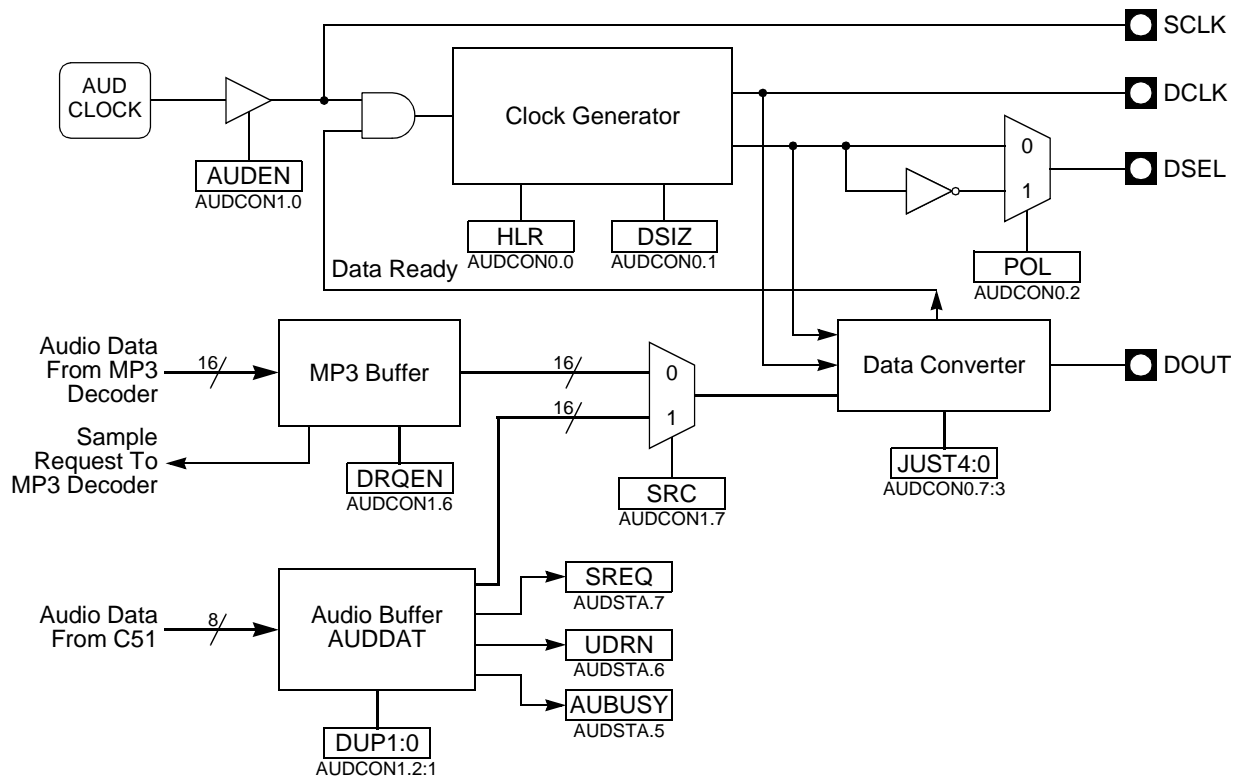 SCLK
AUD
CLOCK
Clock Generator
DCLK
0
1
DSEL
AUDEN
AUDCON1.0
HLR
AUDCON0.0
DSIZ
AUDCON0.1
POL
AUDCON0.2
Data Ready
Audio Data
From MP3
Decoder
16
MP3 Buffer
16
0
16
1
Data Converter
DOUT
Sample
Request To
MP3 Decoder
DRQEN
AUDCON1.6
SRC
AUDCON1.7
JUST4:0
AUDCON0.7:3
Audio Data
From C51
8
Audio Buffer
AUDDAT
SREQ
AUDSTA.7
UDRN
AUDSTA.6
AUBUSY
AUDSTA.5
DUP1:0
AUDCON1.2:1